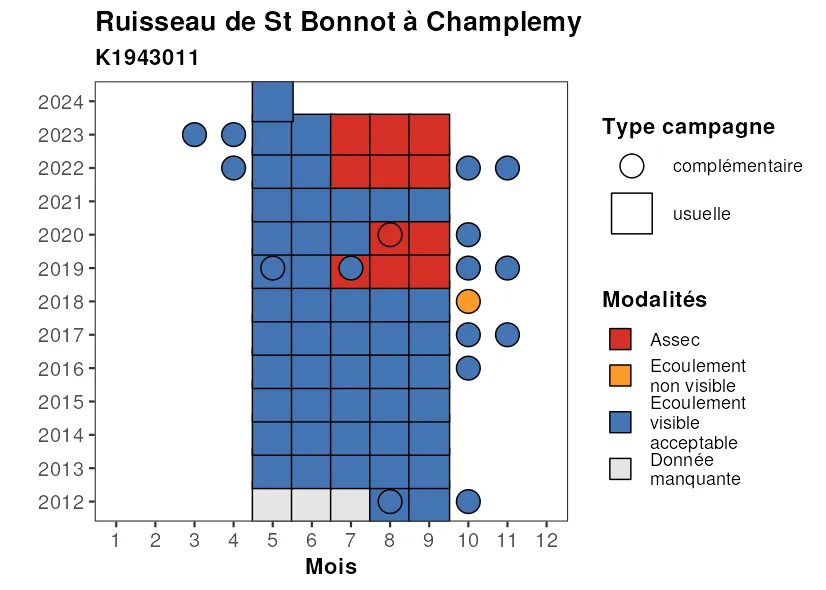 Ruisseau de St Bonnot à Champlemy
K1943011
2024
2023
2022
2021
2020
2019
2018
2017
2016
2015
2014
2013
2012
1 2 3 4 5 6 7 8 9 10 11 12
Mois
Type campagne
complémentaire
usuelle
Modalités
Assec
Ecoulement
non visible
Ecoulement
visible
acceptable
Donnée
manquante